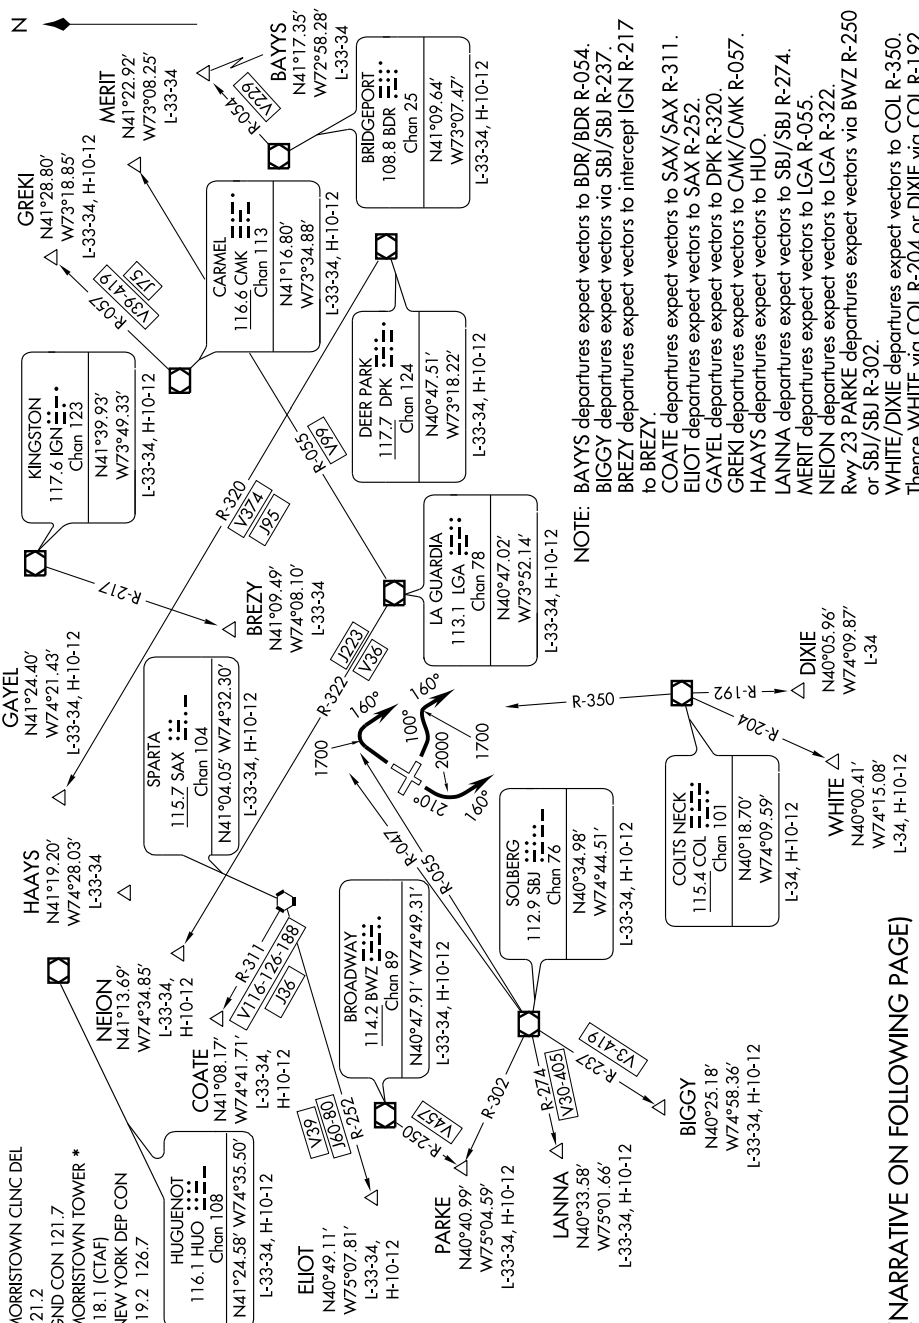 MORRISTOWN CLNC DEL
21.2
GND CON 121.7
MORRISTOWN TOWER *
18.1 (CTAF)
NEW YORK DEP CON
19.2 126.7
HUGUENOT
116.1 HUO
Chan 108
N41°24.58' W74°35.50'
L-33-34, H-10-12
HAAYS
N41°19.20'
W74°28.03'
L-33-34
GAYEL
N41°24.40'
W74°21.43'
L-33-34, H-10-12
KINGSTON
117.6 IGN
Chan 123
N41°39.93'
W73°49.33'
L-33-34, H-10-12
GREKI
N41°28.80'
W73°18.85'
L-33-34, H-10-12
MERIT
N41°22.92'
W73°08.25'
L-33-34
N
R-057
V39-419
J75
CARMEL
116.6 CMK
Chan 113
N41°16.80'
W73°34.88'
L-33-34, H-10-12
BAYYS
N41°17.35'
W72°58.28'
L-33-34
R-054
V229
BRIDGEPORT
108.8 BDR
Chan 25
N41°09.64'
W73°07.47'
L-33-34, H-10-12
NEION
N41°13.69'
W74°34.85'
L-33-34,
H-10-12
SPARTA
115.7 SAX
Chan 104
N41°04.05' W74°32.30'
L-33-34, H-10-12
R-217
BREZY
N41°09.49'
W74°08.10'
L-33-34
R-320
V374
J95
R-055
V99
DEER PARK
117.7 DPK
Chan 124
N40°47.51'
W73°18.22'
L-33-34, H-10-12
COATE
N41°08.17'
W74°41.71'
L-33-34,
H-10-12
R-311
V116-126-188
J36
R-322
J223
V36
LA GUARDIA
113.1 LGA
Chan 78
N40°47.02'
W73°52.14'
L-33-34, H-10-12
ELIOT
N40°49.11'
W75°07.81'
L-33-34,
H-10-12
V39
J60-80
R-252
BROADWAY
114.2 BWZ
Chan 89
N40°47.91' W74°49.31'
L-33-34, H-10-12
R-250
V457
1700
160°
100°
160°
1700
2000
210°
160°
R-047
R-055
PARKE
N40°40.99'
W75°04.59'
L-33-34, H-10-12
R-302
SOLBERG
112.9 SBJ
Chan 76
N40°34.98'
W74°44.51'
L-33-34, H-10-12
LANNA
N40°33.58'
W75°01.66'
L-33-34, H-10-12
R-274
V30-405
R-237
V3-419
BIGGY
N40°25.18'
W74°58.36'
L-33-34, H-10-12
R-350
COLTS NECK
115.4 COL
Chan 101
N40°18.70'
W74°09.59'
L-34, H-10-12
R-192
R-204
DIXIE
N40°05.96'
W74°09.87'
L-34
WHITE
N40°00.41'
W74°15.08'
L-34, H-10-12
NOTE: BAYYS departures expect vectors to BDR/BDR R-054.
BIGGY departures expect vectors via SBJ/SBJ R-237.
BREZY departures expect vectors to intercept IGN R-217
to BREZY.
COATE departures expect vectors to SAX/SAX R-311.
ELIOT departures expect vectors to SAX R-252.
GAYEL departures expect vectors to DPK R-320.
GREKI departures expect vectors to CMK/CMK R-057.
HAAYS departures expect vectors to HUO.
LANNA departures expect vectors to SBJ/SBJ R-274.
MERIT departures expect vectors to LGA R-055.
NEION departures expect vectors to LGA R-322.
Rwy 23 PARKE departures expect vectors via BWZ R-250
or SBJ/SBJ R-302.
WHITE/DIXIE departures expect vectors to COL R-350.
Thence WHITE via COL R-204 or DIXIE via COL R-192
NARRATIVE ON FOLLOWING PAGE)